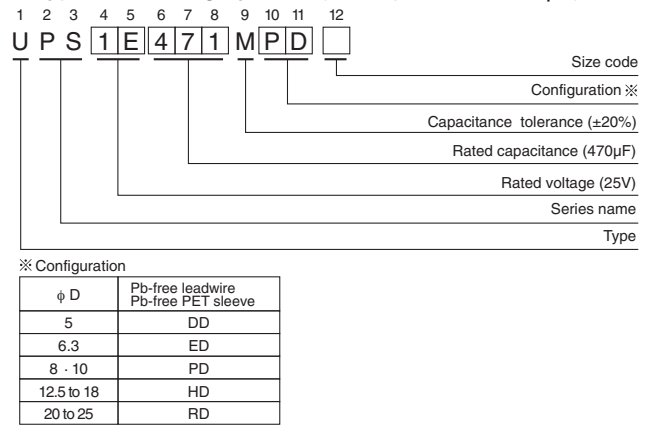 1 2 3 4 5 6 7 8 9 10 11 12
U P S 1 E 4 7 1 M P D
Size code
Configuration ※
Capacitance tolerance (±20%)
Rated capacitance (470µF)
Rated voltage (25V)
Series name
Type
※ Configuration
ϕ D Pb-free leadwire
Pb-free PET sleeve
5 DD
6.3 ED
8 · 10 PD
12.5 to 18 HD
20 to 25 RD